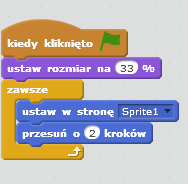 kiedy kliknięto
ustaw rozmiar na 33 %
zawsze
ustaw w stronę Sprite1
przesuń o 2 kroków